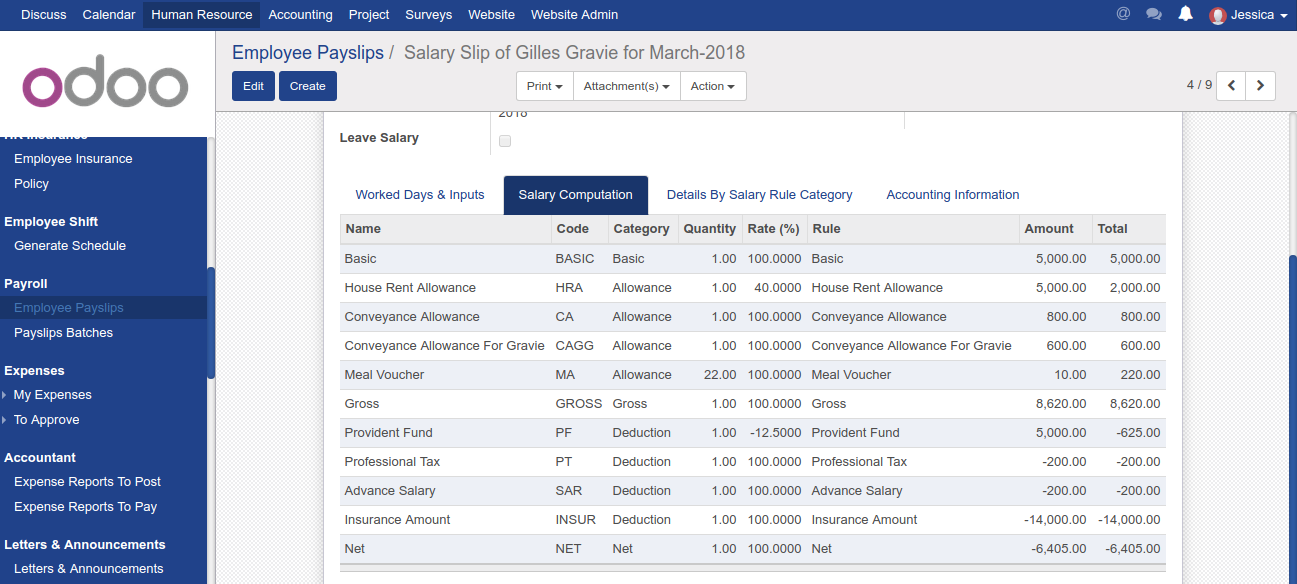 Discuss Calendar Human Resource Accounting Project Surveys Website Website Admin @ Jessica
odoo
Employee Payslips / Salary Slip of Gilles Gravie for March-2018
Edit Create Print Attachment(s) Action 4 / 9
HR Insurance
Employee Insurance
Policy
Employee Shift
Generate Schedule
Payroll
Employee Payslips
Payslips Batches
Expenses
My Expenses
To Approve
Accountant
Expense Reports To Post
Expense Reports To Pay
Letters & Announcements
Letters & Announcements
2018
Leave Salary
Worked Days & Inputs Salary Computation Details By Salary Rule Category Accounting Information
Name Code Category Quantity Rate (%) Rule Amount Total
Basic BASIC Basic 1.00 100.0000 Basic 5,000.00 5,000.00
House Rent Allowance HRA Allowance 1.00 40.0000 House Rent Allowance 5,000.00 2,000.00
Conveyance Allowance CA Allowance 1.00 100.0000 Conveyance Allowance 800.00 800.00
Conveyance Allowance For Gravie CAGG Allowance 1.00 100.0000 Conveyance Allowance For Gravie 600.00 600.00
Meal Voucher MA Allowance 22.00 100.0000 Meal Voucher 10.00 220.00
Gross GROSS Gross 1.00 100.0000 Gross 8,620.00 8,620.00
Provident Fund PF Deduction 1.00 -12.5000 Provident Fund 5,000.00 -625.00
Professional Tax PT Deduction 1.00 100.0000 Professional Tax -200.00 -200.00
Advance Salary SAR Deduction 1.00 100.0000 Advance Salary -200.00 -200.00
Insurance Amount INSUR Deduction 1.00 100.0000 Insurance Amount -14,000.00 -14,000.00
Net NET Net 1.00 100.0000 Net -6,405.00 -6,405.00